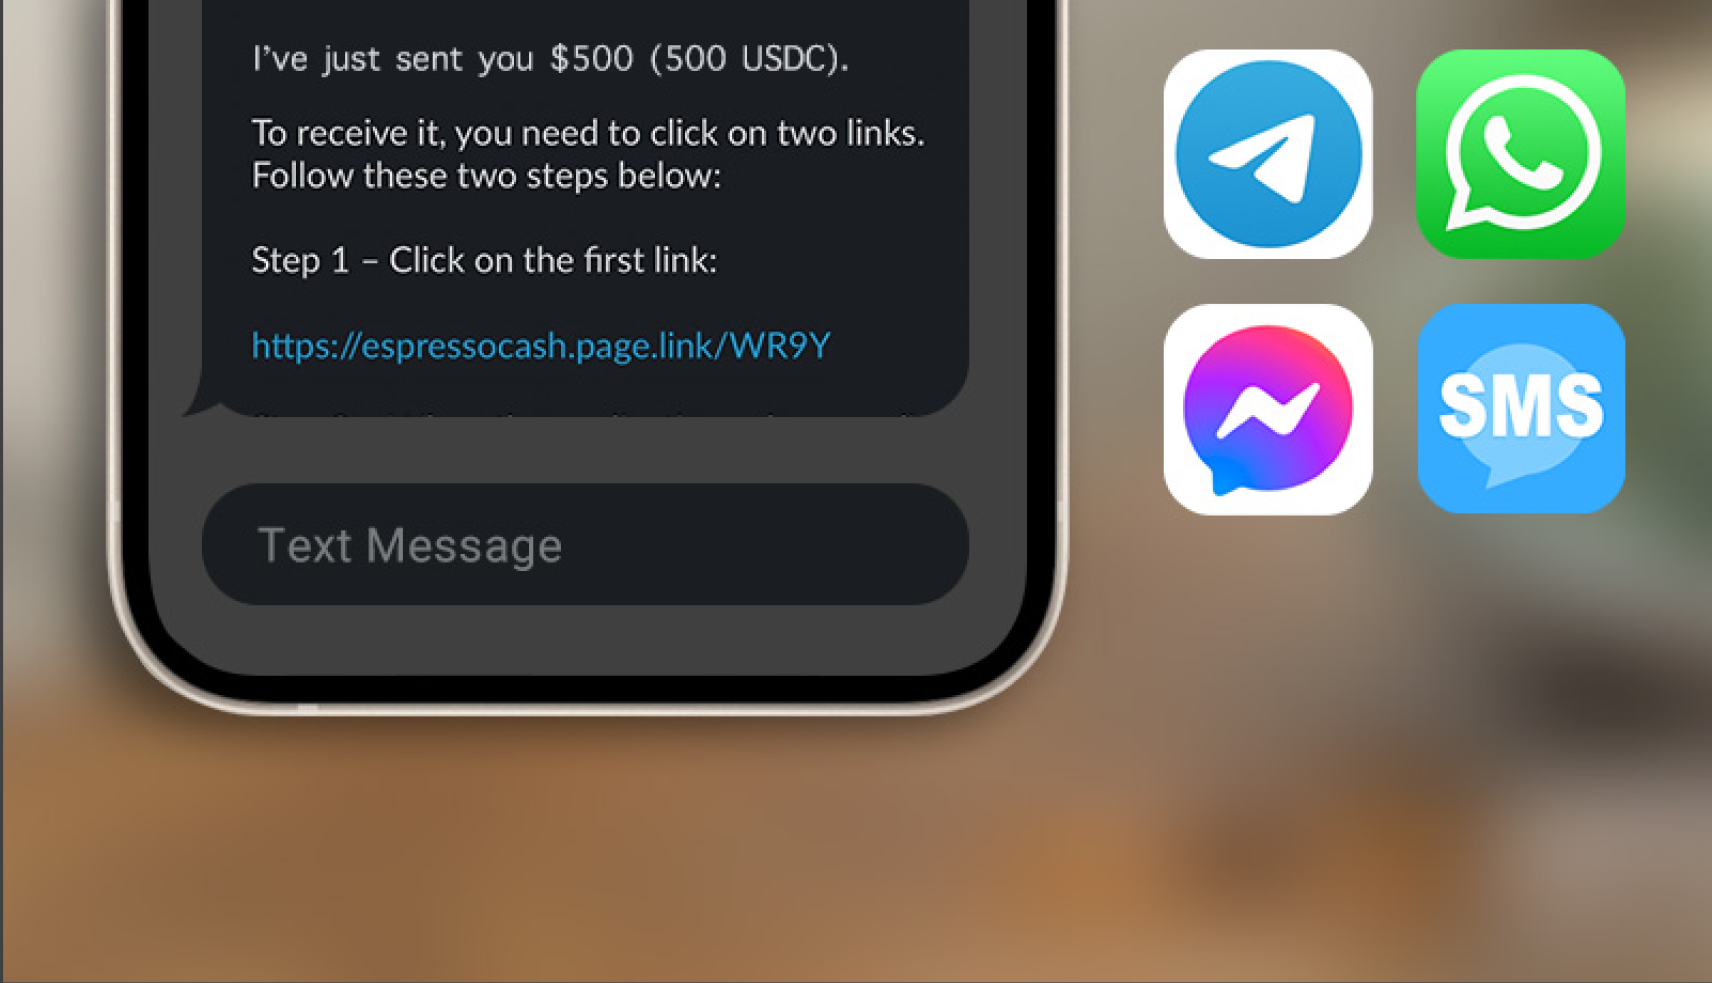 I've just sent you $500 (500 USDC).
To receive it, you need to click on two links.
Follow these two steps below:
Step 1 – Click on the first link:
https://espressocash.page.link/WR9Y
Text Message
SMS